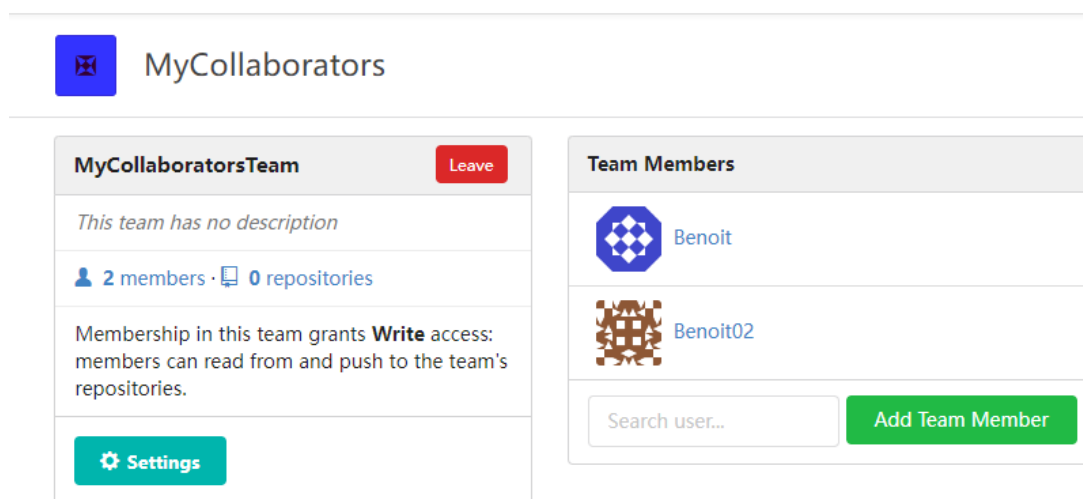 MyCollaborators
MyCollaboratorsTeam
Leave
This team has no description
2 members · 0 repositories
Membership in this team grants Write access:
members can read from and push to the team's
repositories.
Settings
Team Members
Benoit
Benoit02
Search user...
Add Team Member